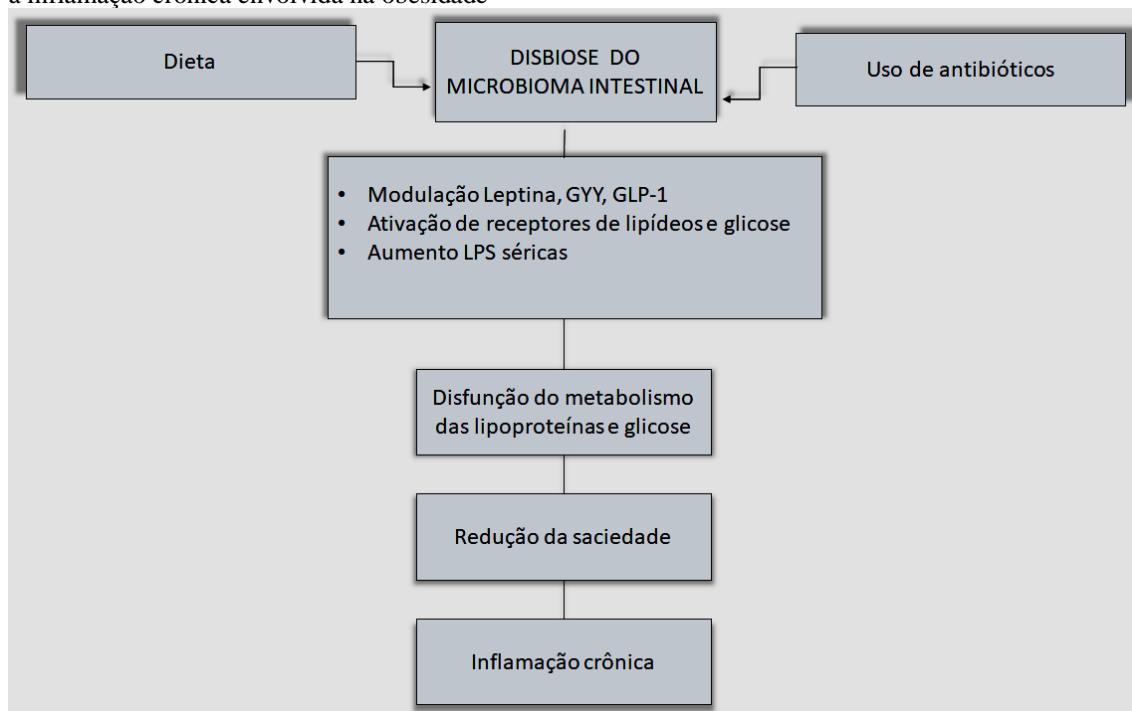 a inflamação crônica envolvida na obesidade
Dieta
DISBIOSE DO
MICROBIOMA INTESTINAL
Uso de antibióticos
• Modulação Leptina, GYY, GLP-1
• Ativação de receptores de lipídeos e glicose
• Aumento LPS séricas
Disfunção do metabolismo
das lipoproteínas e glicose
Redução da saciedade
Inflamação crônica